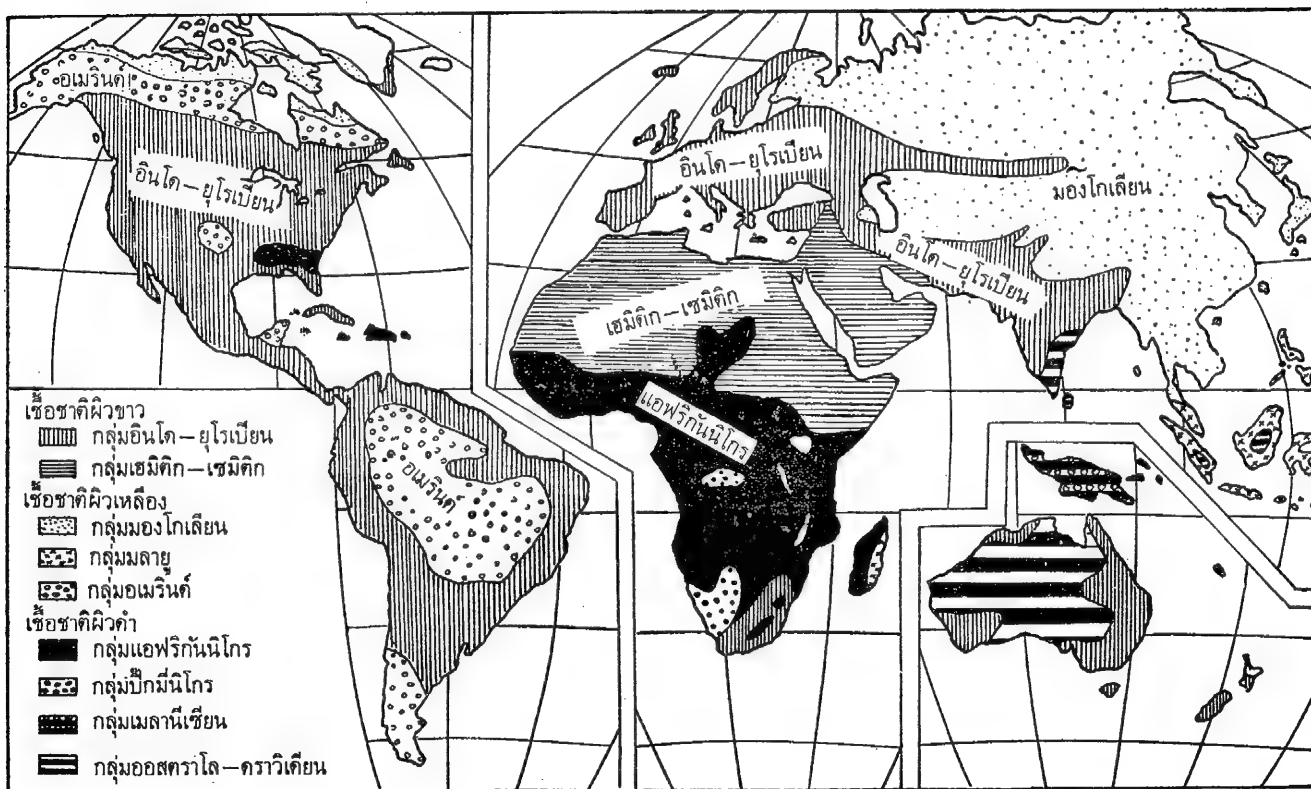 อเมรินด์
อินโด–ยุโรเปียน
อินโด–ยุโรเปียน
มองโกเลียน
อินโด–ยุโรเปียน
เฮมิติก–เซมิติก
แอฟริกันนิโกร
อเมรินด์
เชื้อชาติผิวขาว
กลุ่มอินโด–ยุโรเปียน
กลุ่มเฮมิติก–เซมิติก
เชื้อชาติผิวเหลือง
กลุ่มมองโกเลียน
กลุ่มมลายู
กลุ่มอเมรินด์
เชื้อชาติผิวดำ
กลุ่มแอฟริกันนิโกร
กลุ่มปิ๊กมี่นิโกร
กลุ่มเมลานีเซียน
กลุ่มออสตราโล–ดราวิเดียน